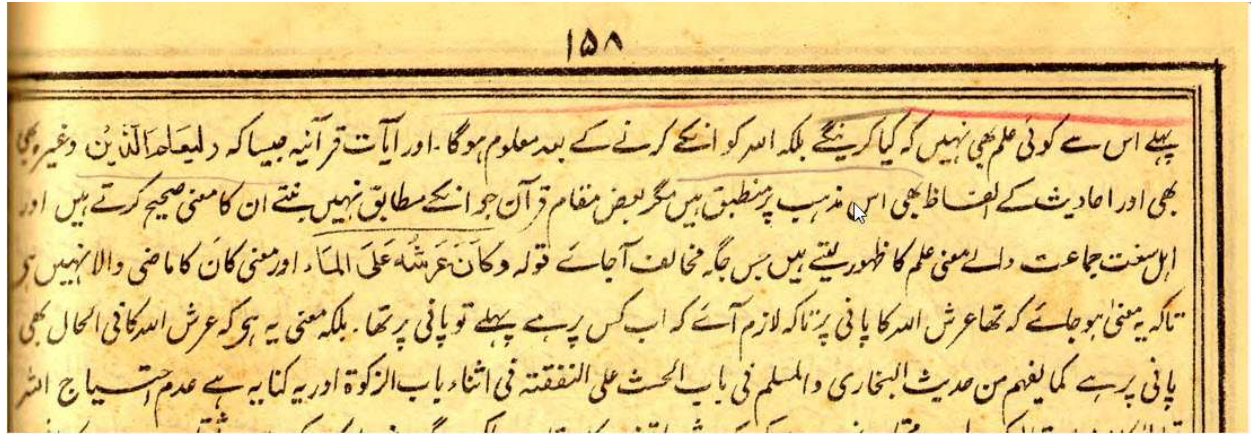 ۱۵۸
پہلے اس سے کوئی علم بھی نہیں کہ کیا کرینگے بلکہ اللہ کو انکے کرنے کے بعد معلوم ہوگا ۔ اور آیات قرآنیہ جیسا کہ ولیعلم الذین وغیرہ بھی
بھی اور احادیث کے الفاظ بھی اس مذہب پر منطبق ہیں مگر بعض مقام قرآن جو انکے مطابق نہیں بنتے ان کا معنی صحیح کرتے ہیں اور
اہل سنت جماعت والے معنی علم کا ظہور لیتے ہیں جس جگہ مخالف آجائے قولہ وَکَانَ عَرْشُہٗ عَلَی المَاء اور معنی کَانَ کا ماضی والا نہیں ہے
تاکہ یہ معنیٰ ہوجائے کہ تھا عرش اللہ کا پانی پر تاکہ لازم آئے کہ اب کس پر ہے پہلے تو پانی پر تھا ۔ بلکہ معنی یہ ہے کہ عرش اللہ کا فی الحال بھی
پانی پر ہے کما یفہم من حدیث البخاری والمسلم فی باب الحث علی النفقتہ فی اثناء باب الزکوۃ اور یہ کنایہ ہے عدم احتیاج اللہ